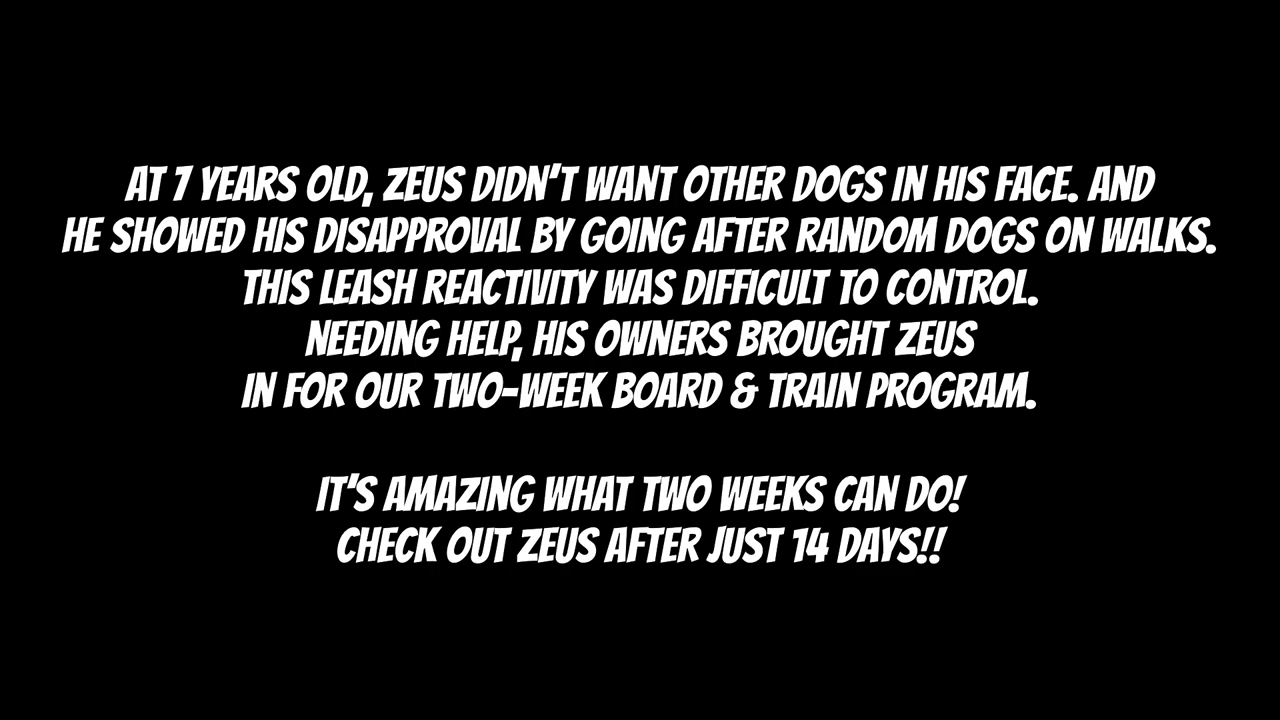 AT 7 YEARS OLD, ZEUS DIDN'T WANT OTHER DOGS IN HIS FACE. AND
HE SHOWED HIS DISAPPROVAL BY GOING AFTER RANDOM DOGS ON WALKS.
THIS LEASH REACTIVITY WAS DIFFICULT TO CONTROL.
NEEDING HELP, HIS OWNERS BROUGHT ZEUS
IN FOR OUR TWO-WEEK BOARD & TRAIN PROGRAM.
IT'S AMAZING WHAT TWO WEEKS CAN DO!
CHECK OUT ZEUS AFTER JUST 14 DAYS!!